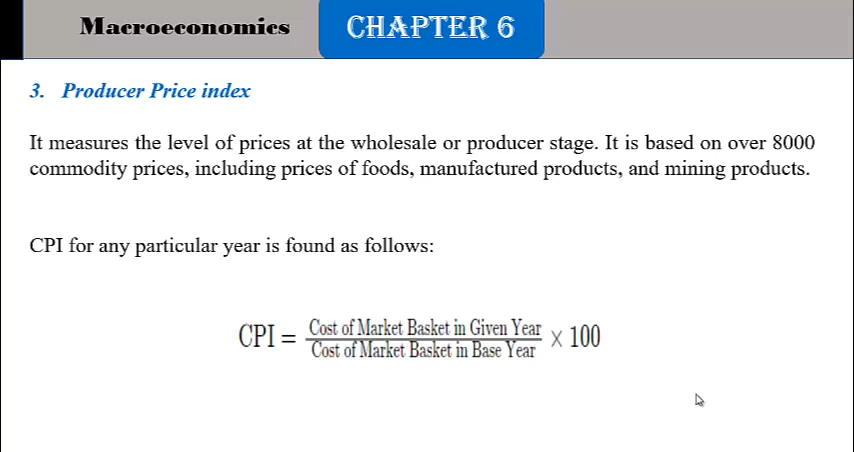 Macroeconomics CHAPTER 6
3. Producer Price index
It measures the level of prices at the wholesale or producer stage. It is based on over 8000
commodity prices, including prices of foods, manufactured products, and mining products.
CPI for any particular year is found as follows:
CPI = Cost of Market Basket in Given Year / Cost of Market Basket in Base Year × 100